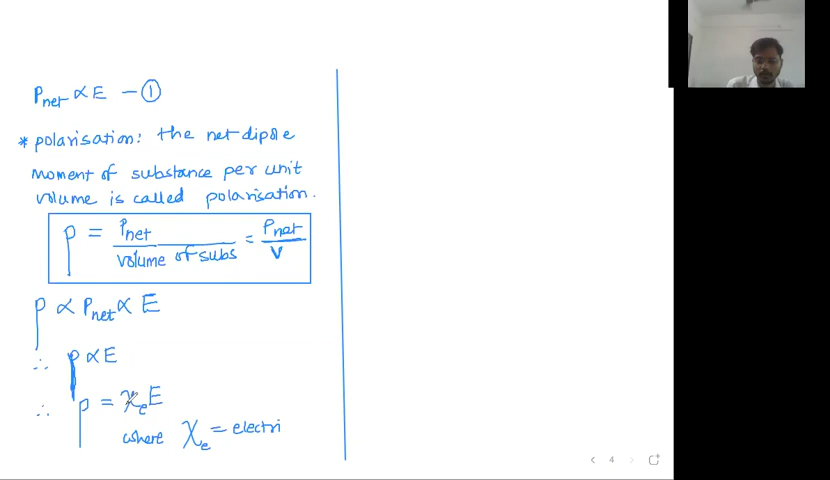 Pnet ∝ E — ①
* polarisation: the net dipole
moment of substance per unit
volume is called polarisation.
P = Pnet / volume of subs = Pnet / V
P ∝ Pnet ∝ E
∴ P ∝ E
∴ P = χe E
where χe = electri
< 4 >